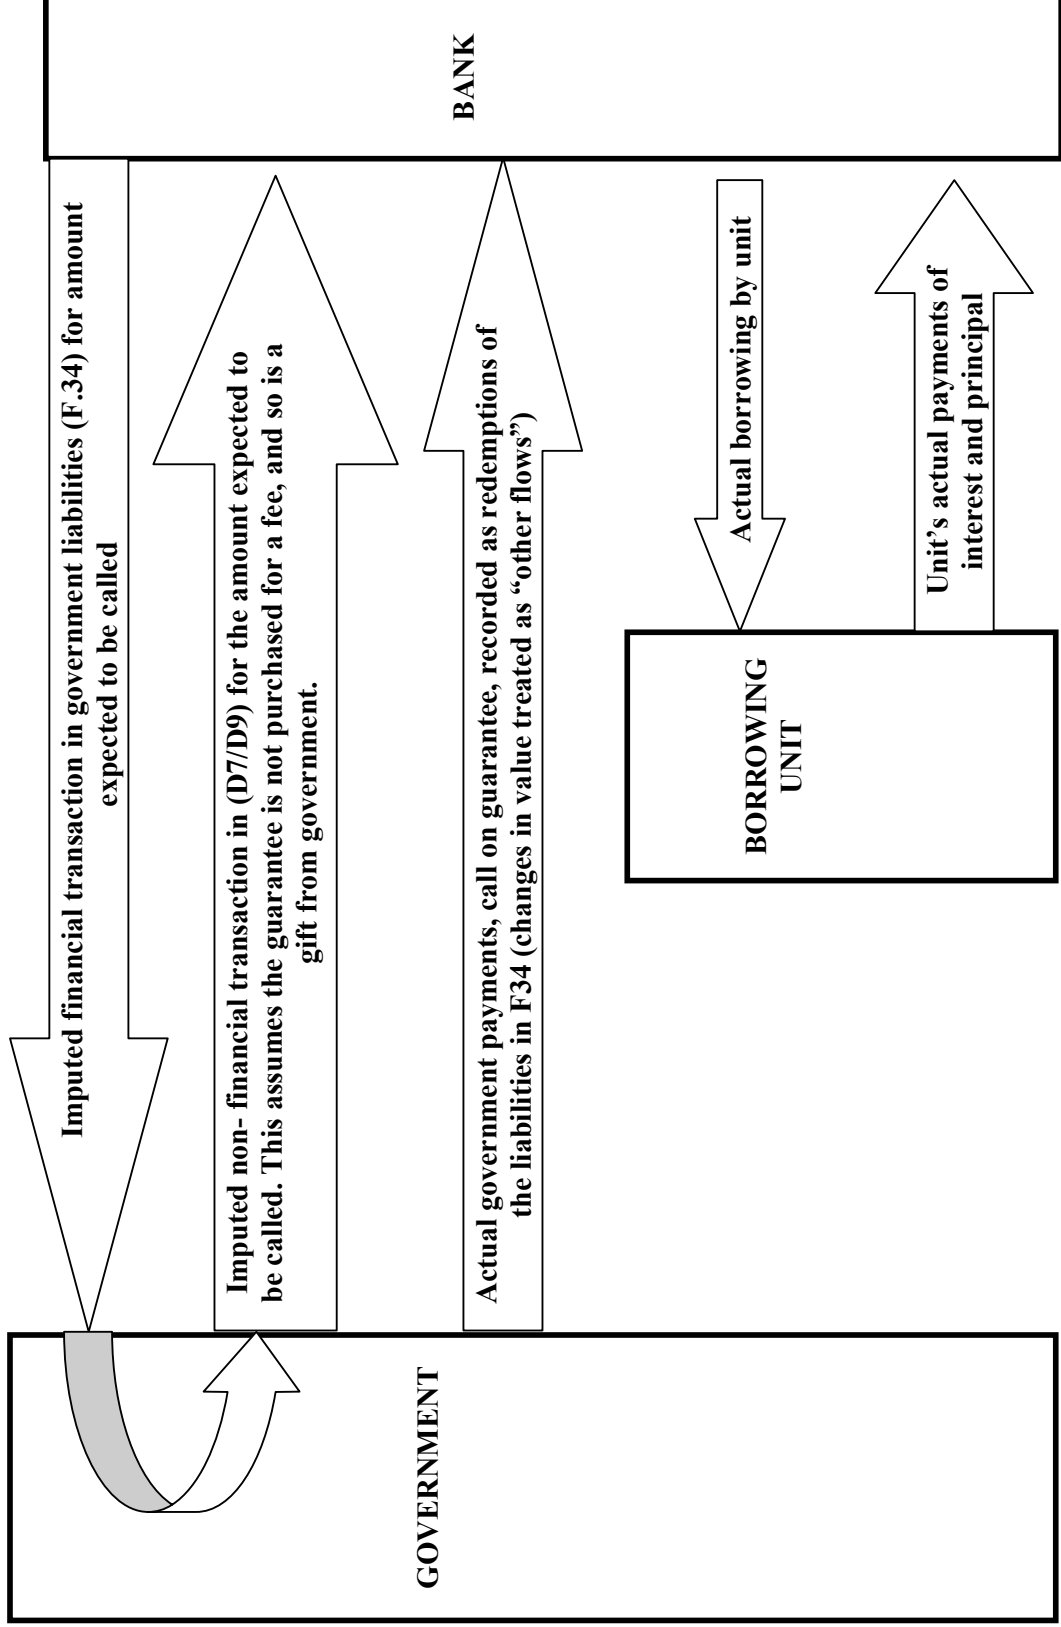 Imputed financial transaction in government liabilities (F.34) for amount
expected to be called
Imputed non- financial transaction in (D7/D9) for the amount expected to
be called. This assumes the guarantee is not purchased for a fee, and so is a
gift from government.
GOVERNMENT
BANK
Actual government payments, call on guarantee, recorded as redemptions of
the liabilities in F34 (changes in value treated as “other flows”)
Actual borrowing by unit
BORROWING
UNIT
Unit’s actual payments of
interest and principal